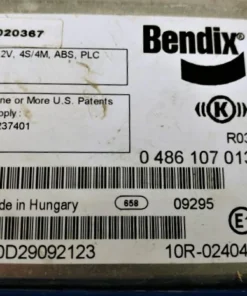 020367
Bendix
2V, 4S/4M, ABS, PLC
ne or More U.S. Patents
pply :
237401
R03
0 486 107 013
de in Hungary
658
09295
E
0D29092123
10R-02404